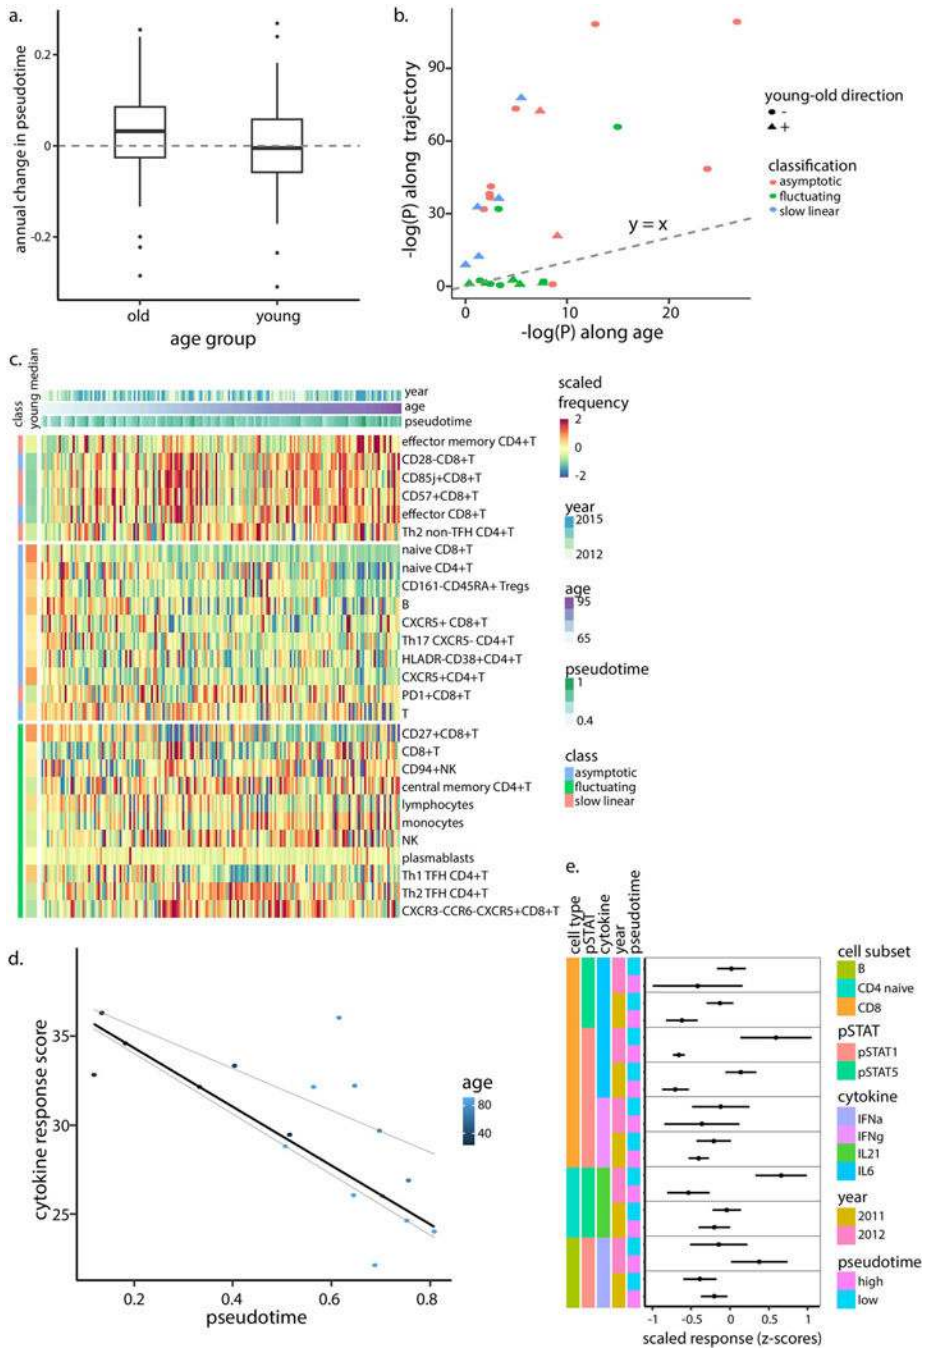 a.
annual change in pseudotime
0.2
0
-0.2
old
young
age group
b.
-log(P) along trajectory
90
60
30
0
y = x
0
10
20
-log(P) along age
young-old direction
-
+
classification
asymptotic
fluctuating
slow linear
c.
class
young median
year
age
pseudotime
effector memory CD4+T
CD28-CD8+T
CD85j+CD8+T
CD57+CD8+T
effector CD8+T
Th2 non-TFH CD4+T
naive CD8+T
naive CD4+T
CD161-CD45RA+ Tregs
B
CXCR5+ CD8+T
Th17 CXCR5- CD4+T
HLADR-CD38+CD4+T
CXCR5+CD4+T
PD1+CD8+T
T
CD27+CD8+T
CD8+T
CD94+NK
central memory CD4+T
lymphocytes
monocytes
NK
plasmablasts
Th1 TFH CD4+T
Th2 TFH CD4+T
CXCR3-CCR6-CXCR5+CD8+T
scaled
frequency
2
0
-2
year
2015
2012
age
95
65
pseudotime
1
0.4
class
asymptotic
fluctuating
slow linear
d.
cytokine response score
35
30
25
0.2
0.4
0.6
0.8
pseudotime
age
80
40
e.
cell type
pSTAT
cytokine
year
pseudotime
-1
-0.5
0
0.5
1
scaled response (z-scores)
cell subset
B
CD4 naive
CD8
pSTAT
pSTAT1
pSTAT5
cytokine
IFNa
IFNg
IL21
IL6
year
2011
2012
pseudotime
high
low